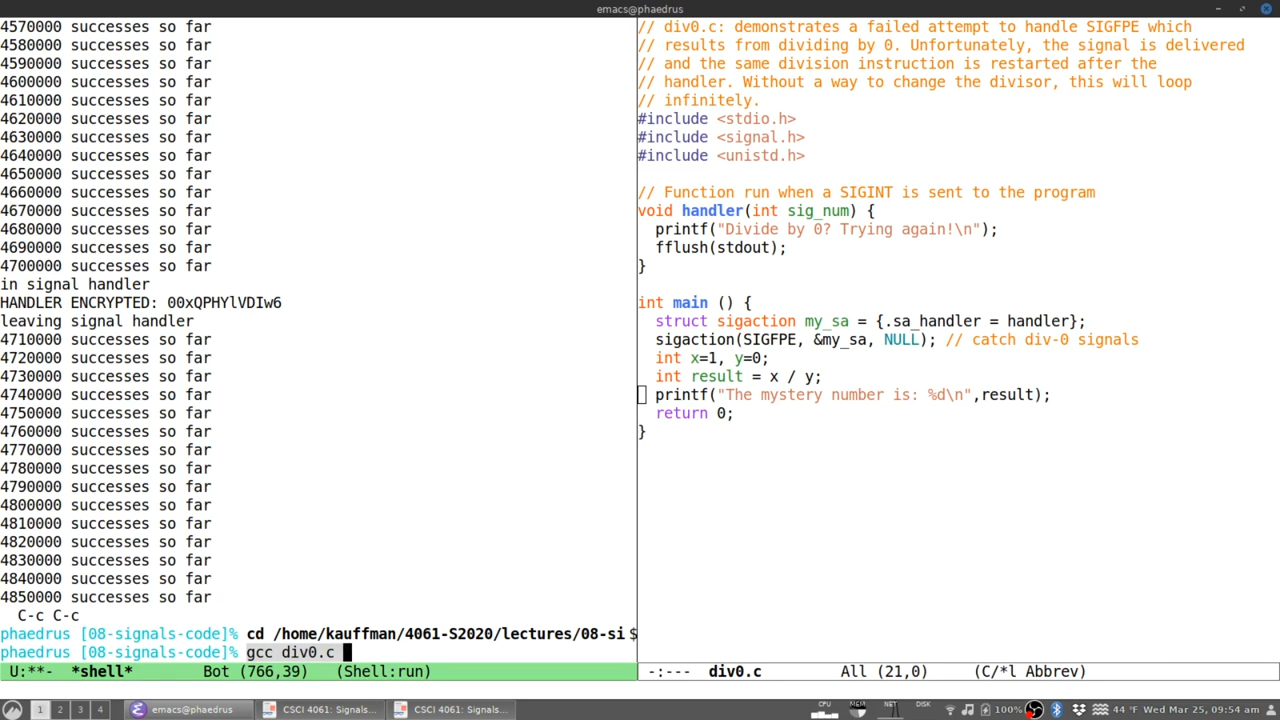 emacs@phaedrus
4570000 successes so far
4580000 successes so far
4590000 successes so far
4600000 successes so far
4610000 successes so far
4620000 successes so far
4630000 successes so far
4640000 successes so far
4650000 successes so far
4660000 successes so far
4670000 successes so far
4680000 successes so far
4690000 successes so far
4700000 successes so far
in signal handler
HANDLER ENCRYPTED: 00xQPHYlVDIw6
leaving signal handler
4710000 successes so far
4720000 successes so far
4730000 successes so far
4740000 successes so far
4750000 successes so far
4760000 successes so far
4770000 successes so far
4780000 successes so far
4790000 successes so far
4800000 successes so far
4810000 successes so far
4820000 successes so far
4830000 successes so far
4840000 successes so far
4850000 successes so far
C-c C-c
phaedrus [08-signals-code]% cd /home/kauffman/4061-S2020/lectures/08-si$
phaedrus [08-signals-code]% gcc div0.c
U:**- *shell* Bot (766,39) (Shell:run)
// div0.c: demonstrates a failed attempt to handle SIGFPE which
// results from dividing by 0. Unfortunately, the signal is delivered
// and the same division instruction is restarted after the
// handler. Without a way to change the divisor, this will loop
// infinitely.
#include <stdio.h>
#include <signal.h>
#include <unistd.h>
// Function run when a SIGINT is sent to the program
void handler(int sig_num) {
printf("Divide by 0? Trying again!\n");
fflush(stdout);
}
int main () {
struct sigaction my_sa = {.sa_handler = handler};
sigaction(SIGFPE, &my_sa, NULL); // catch div-0 signals
int x=1, y=0;
int result = x / y;
printf("The mystery number is: %d\n",result);
return 0;
}
-:--- div0.c All (21,0) (C/*l Abbrev)
1 2 3 4 emacs@phaedrus CSCI 4061: Signals... CSCI 4061: Signals... CPU MEM NET DISK 100% 44 °F Wed Mar 25, 09:54 am